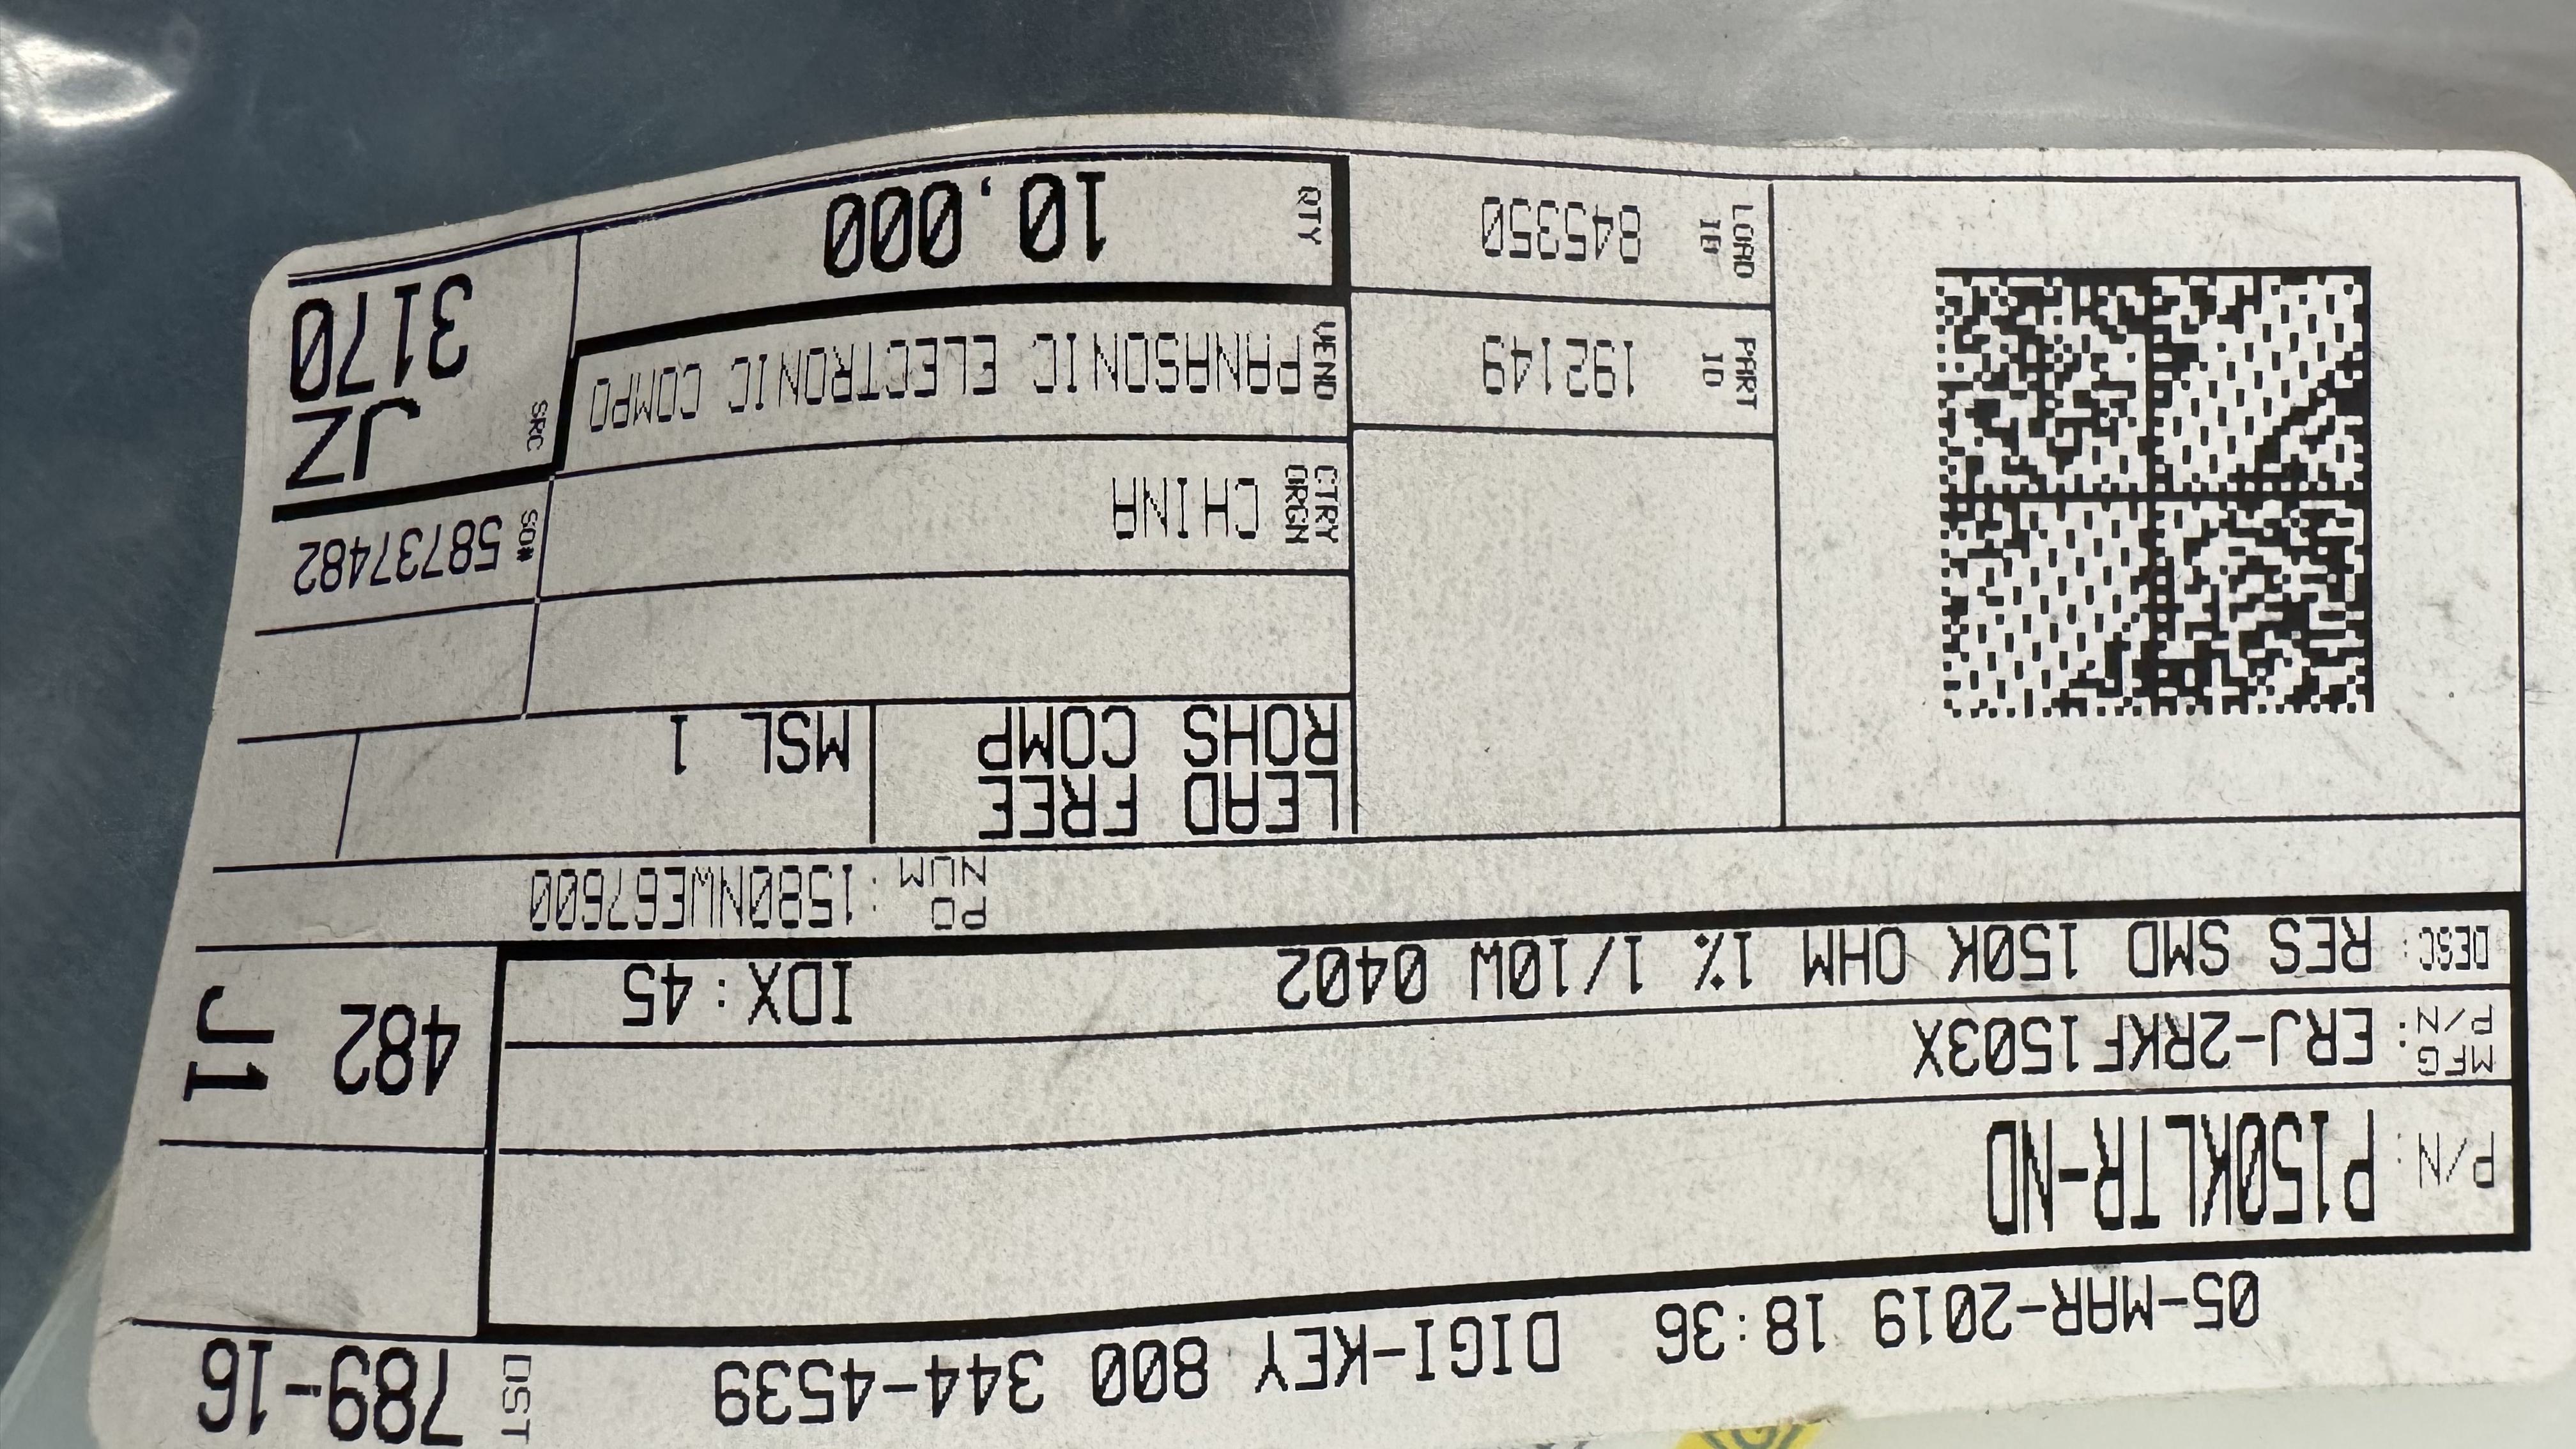 05-MAR-2019 18:36 DIGI-KEY 800 344-4539
DST
789-16
P/N: P150KLTR-ND
MFG P/N: ERJ-2RKF1503X
482
J1
DESC: RES SMD 150K OHM 1% 1/10W 0402
IDX:45
PO NUM :1580NWE67600
LEAD FREE
ROHS COMP
MSL 1
CTRY ORGN
CHINA
SO#
58737482
PART ID
192149
VEND
PANASONIC ELECTRONIC COMPO
SRC
JZ
3170
LOAD ID
845350
QTY
10,000